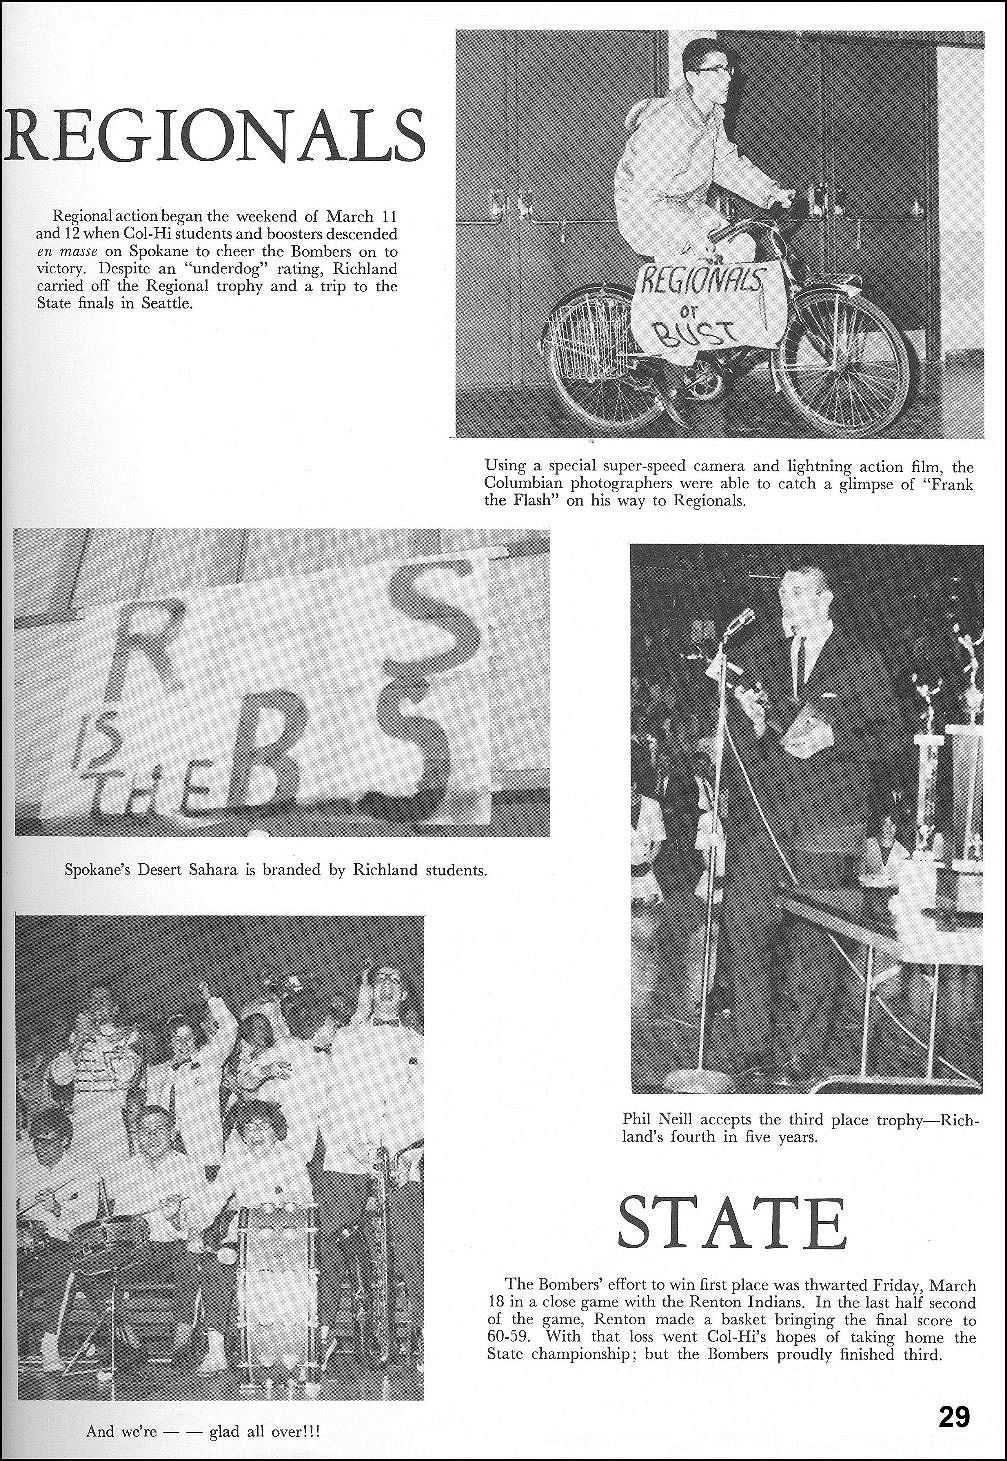 REGIONALS
Regional action began the weekend of March 11
and 12 when Col-Hi students and boosters descended
en masse on Spokane to cheer the Bombers on to
victory. Despite an “underdog” rating, Richland
carried off the Regional trophy and a trip to the
State finals in Seattle.
REGIONALS
or
BUST
Using a special super-speed camera and lightning action film, the
Columbian photographers were able to catch a glimpse of “Frank
the Flash” on his way to Regionals.
R S
IS
THE B S
Spokane’s Desert Sahara is branded by Richland students.
Phil Neill accepts the third place trophy—Rich-
land’s fourth in five years.
And we’re — — glad all over!!!
STATE
The Bombers’ effort to win first place was thwarted Friday, March
18 in a close game with the Renton Indians. In the last half second
of the game, Renton made a basket bringing the final score to
60-59. With that loss went Col-Hi’s hopes of taking home the
State championship; but the Bombers proudly finished third.
29